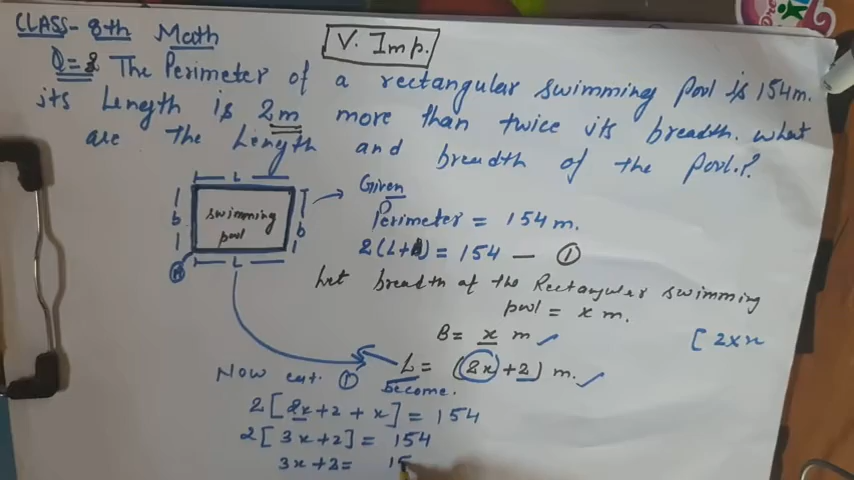 CLASS- 8th Math
V. Imp.
Q=2 The Perimeter of a rectangular swimming pool is 154m.
its Length is 2m more than twice its breadth. what
are the Length and breadth of the pool.?
L
b
swimming
pool
b
L
Given
Perimeter = 154m.
2(L+b) = 154 — ①
Let breadth of the Rectangular swimming
pool = x m.
B = x m
[ 2xx
L = (2x+2) m.
Now eat. ① become.
2[2x+2+x] = 154
2[3x+2] = 154
3x+2 = 15